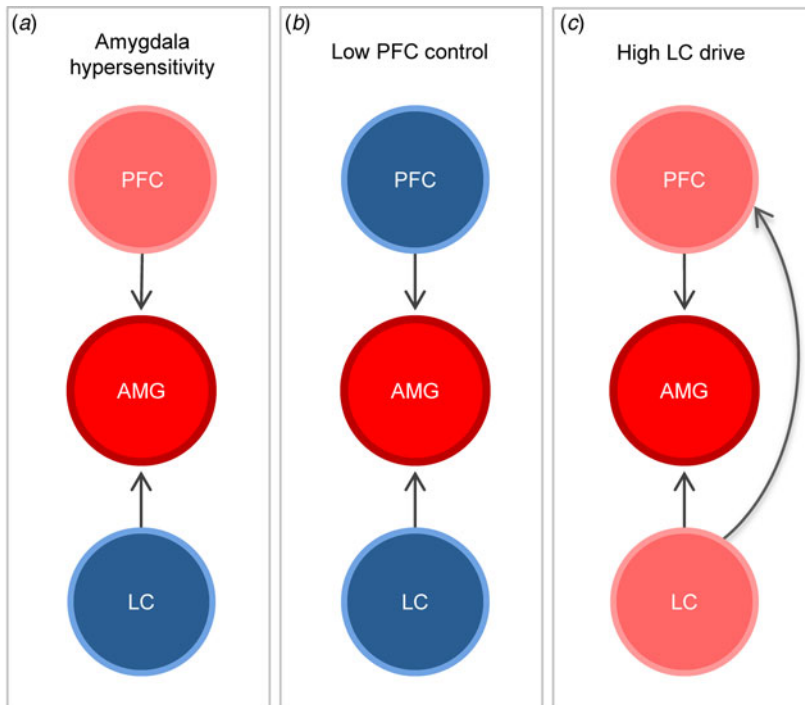 (a)
Amygdala
hypersensitivity
PFC
AMG
LC
(b)
Low PFC control
PFC
AMG
LC
(c)
High LC drive
PFC
AMG
LC